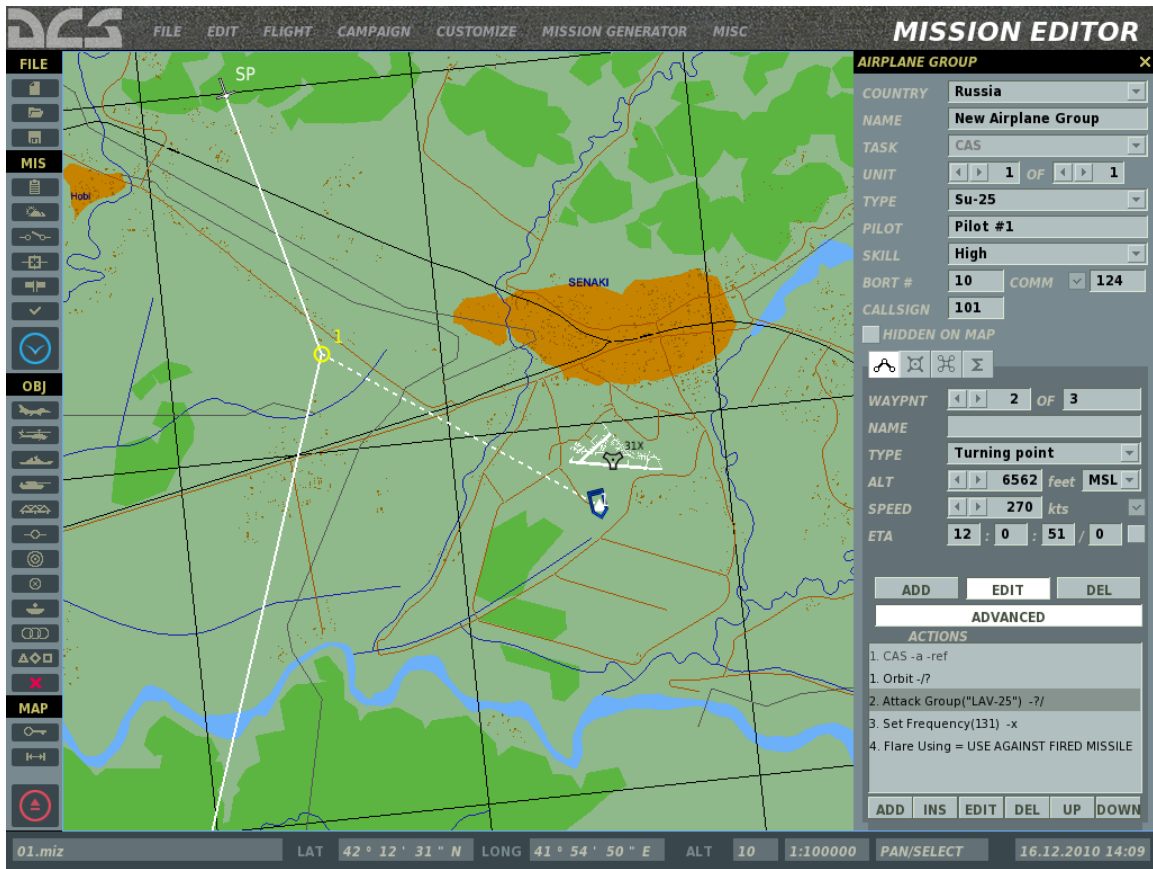 DCS
FILE EDIT FLIGHT CAMPAIGN CUSTOMIZE MISSION GENERATOR MISC
MISSION EDITOR
FILE
MIS
OBJ
MAP
SP
Hobi
SENAKI
1
31X
AIRPLANE GROUP
COUNTRY Russia
NAME New Airplane Group
TASK CAS
UNIT 1 OF 1
TYPE Su-25
PILOT Pilot #1
SKILL High
BORT # 10 COMM 124
CALLSIGN 101
HIDDEN ON MAP
WAYPNT 2 OF 3
NAME
TYPE Turning point
ALT 6562 feet MSL
SPEED 270 kts
ETA 12 : 0 : 51 / 0
ADD EDIT DEL
ADVANCED
ACTIONS
1. CAS -a -ref
1. Orbit -/?
2. Attack Group("LAV-25") -?/
3. Set Frequency(131) -x
4. Flare Using = USE AGAINST FIRED MISSILE
ADD INS EDIT DEL UP DOWN
01.miz LAT 42 ° 12 ' 31 " N LONG 41 ° 54 ' 50 " E ALT 10 1:100000 PAN/SELECT 16.12.2010 14:09